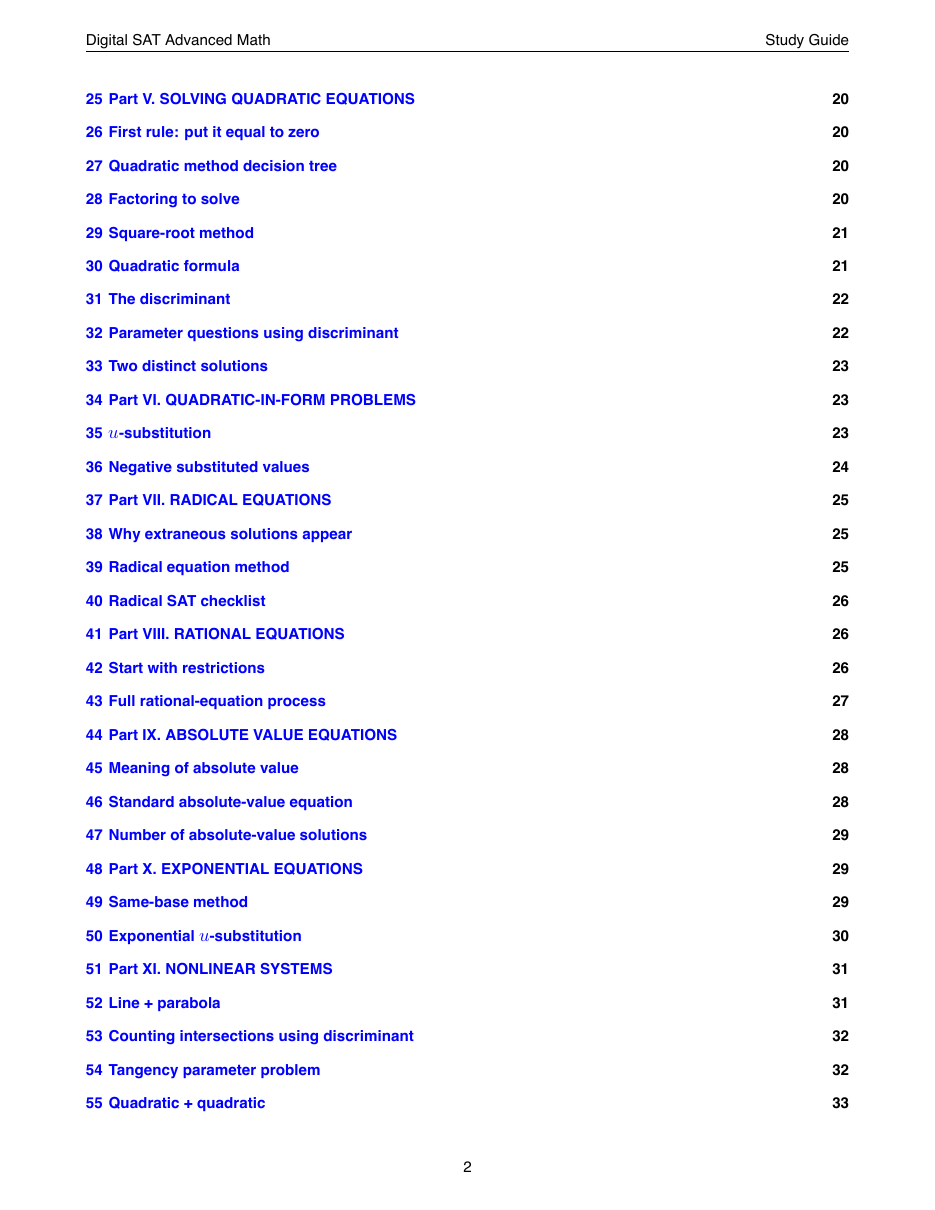 Digital SAT Advanced Math Study Guide
25 Part V. SOLVING QUADRATIC EQUATIONS 20
26 First rule: put it equal to zero 20
27 Quadratic method decision tree 20
28 Factoring to solve 20
29 Square-root method 21
30 Quadratic formula 21
31 The discriminant 22
32 Parameter questions using discriminant 22
33 Two distinct solutions 23
34 Part VI. QUADRATIC-IN-FORM PROBLEMS 23
35 u-substitution 23
36 Negative substituted values 24
37 Part VII. RADICAL EQUATIONS 25
38 Why extraneous solutions appear 25
39 Radical equation method 25
40 Radical SAT checklist 26
41 Part VIII. RATIONAL EQUATIONS 26
42 Start with restrictions 26
43 Full rational-equation process 27
44 Part IX. ABSOLUTE VALUE EQUATIONS 28
45 Meaning of absolute value 28
46 Standard absolute-value equation 28
47 Number of absolute-value solutions 29
48 Part X. EXPONENTIAL EQUATIONS 29
49 Same-base method 29
50 Exponential u-substitution 30
51 Part XI. NONLINEAR SYSTEMS 31
52 Line + parabola 31
53 Counting intersections using discriminant 32
54 Tangency parameter problem 32
55 Quadratic + quadratic 33
2